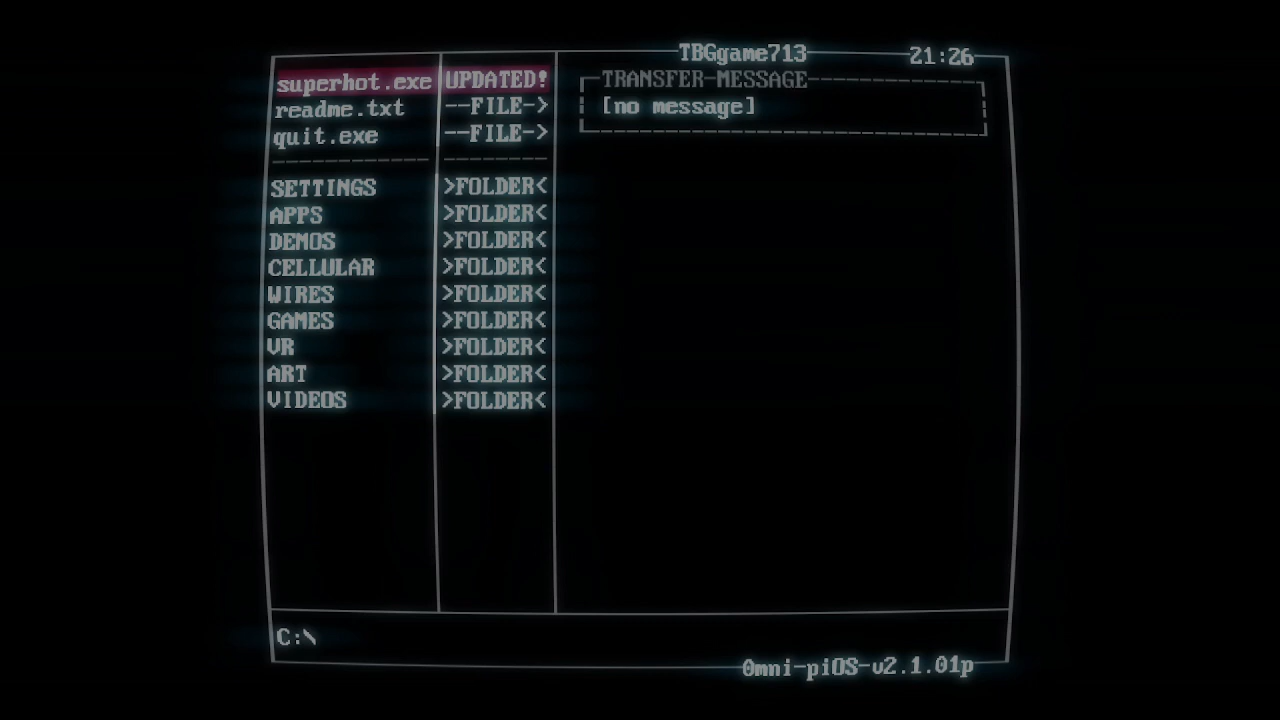 TBGgame713 21:26
superhot.exe UPDATED!
readme.txt --FILE->
quit.exe --FILE->
SETTINGS >FOLDER<
APPS >FOLDER<
DEMOS >FOLDER<
CELLULAR >FOLDER<
WIRES >FOLDER<
GAMES >FOLDER<
VR >FOLDER<
ART >FOLDER<
VIDEOS >FOLDER<
TRANSFER-MESSAGE
[no message]
C:\
0mni-piOS-v2.1.01p